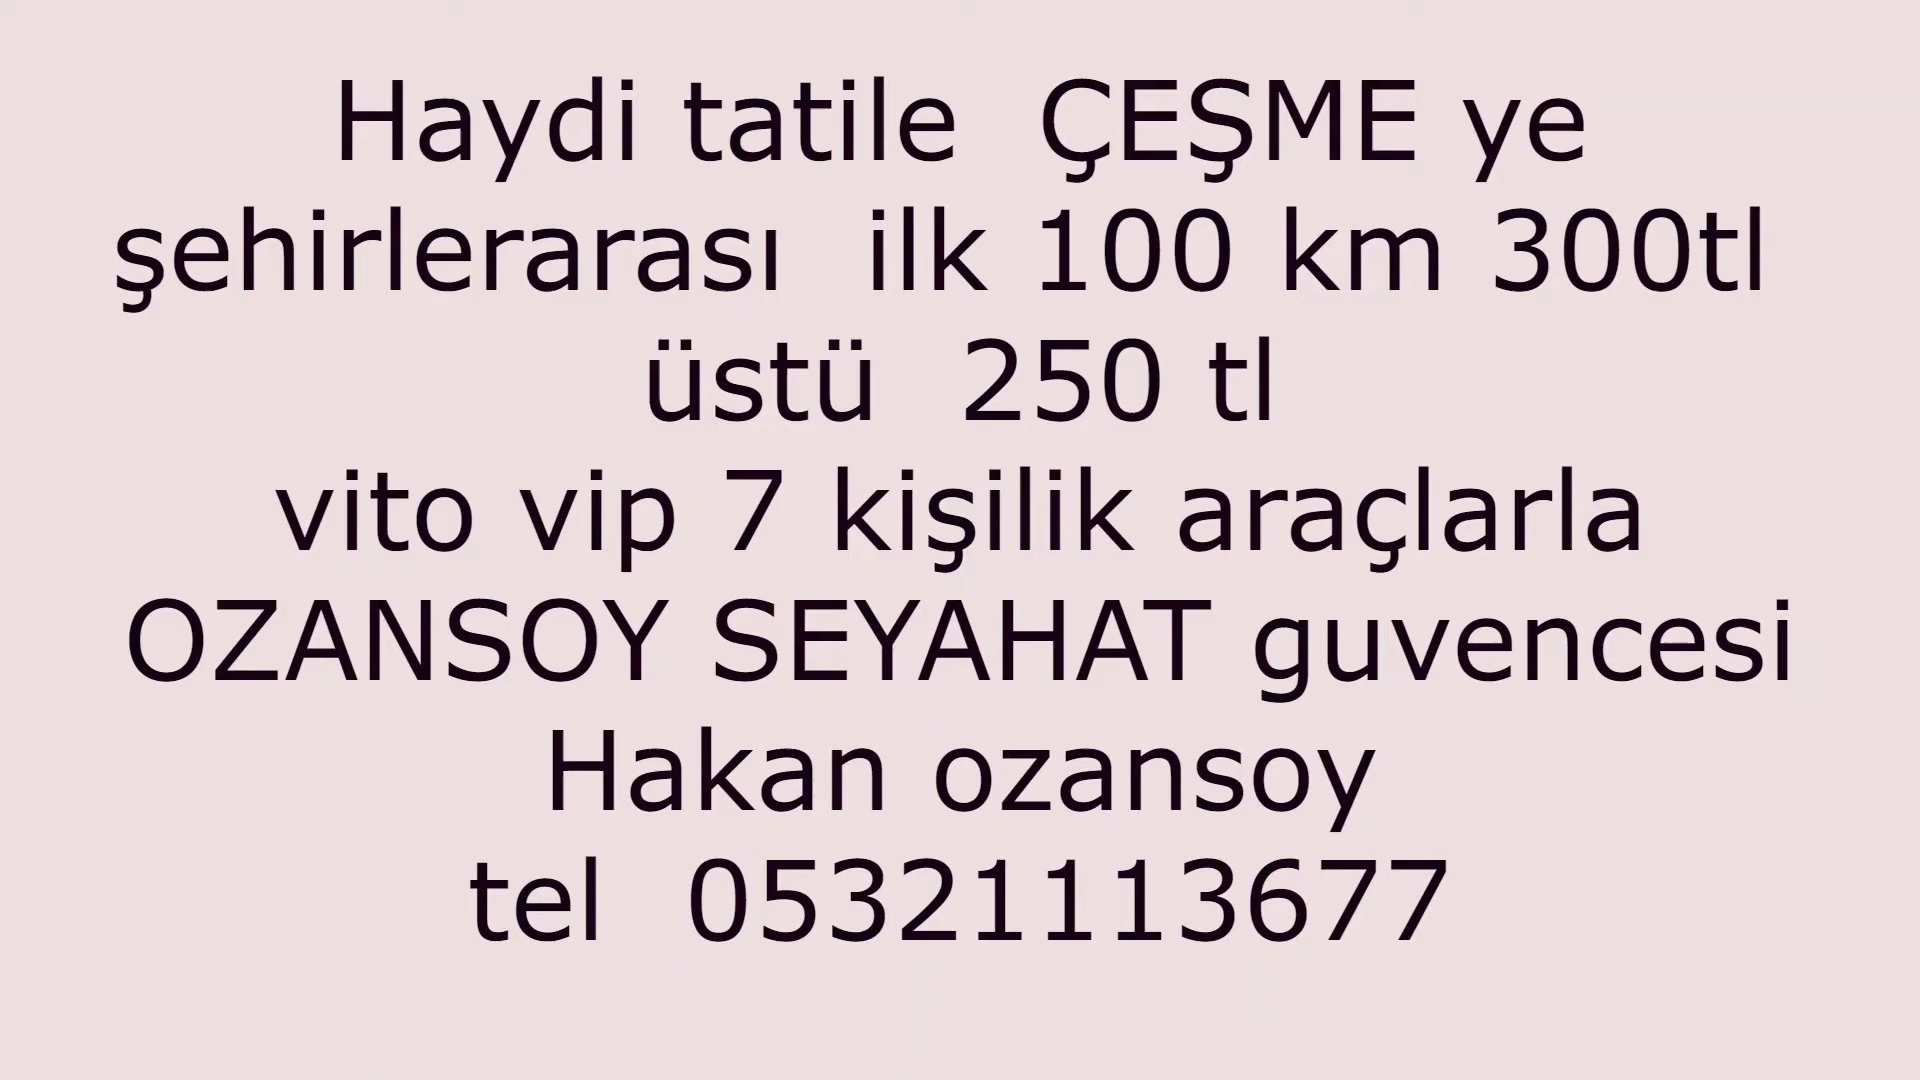 Haydi tatile  ÇEŞME ye
şehirlerarası  ilk 100 km 300tl
üstü  250 tl
vito vip 7 kişilik araçlarla
OZANSOY SEYAHAT guvencesi
Hakan ozansoy
tel  05321113677